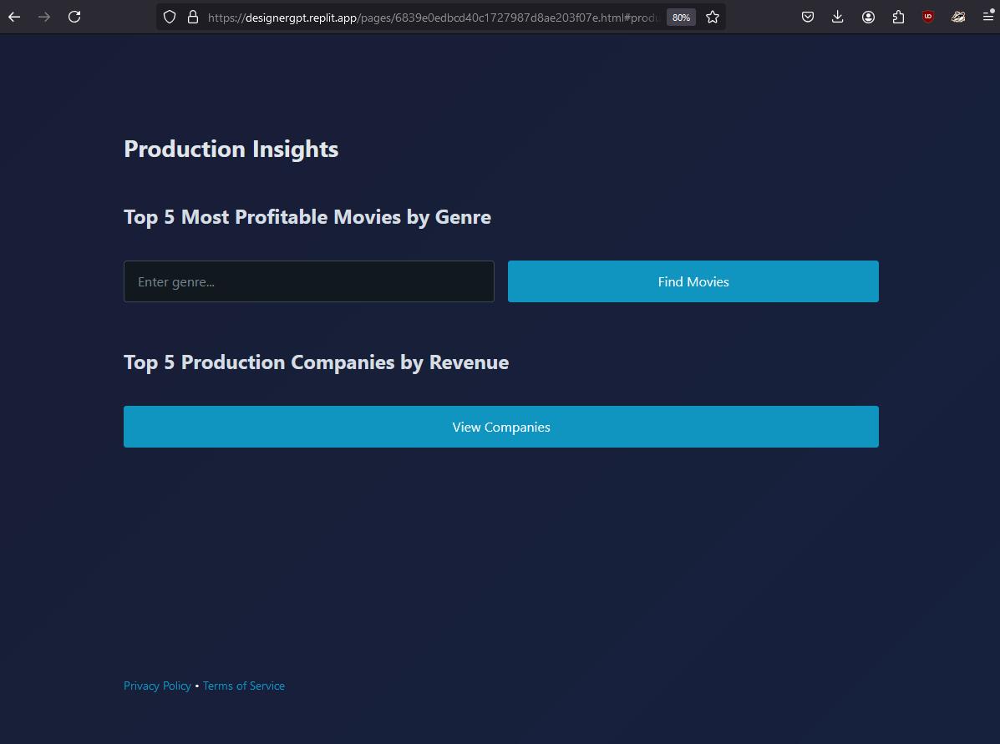 https://designergpt.replit.app/pages/6839e0edbcd40c1727987d8ae203f07e.html#produ
80%
Production Insights
Top 5 Most Profitable Movies by Genre
Enter genre...
Find Movies
Top 5 Production Companies by Revenue
View Companies
Privacy Policy • Terms of Service